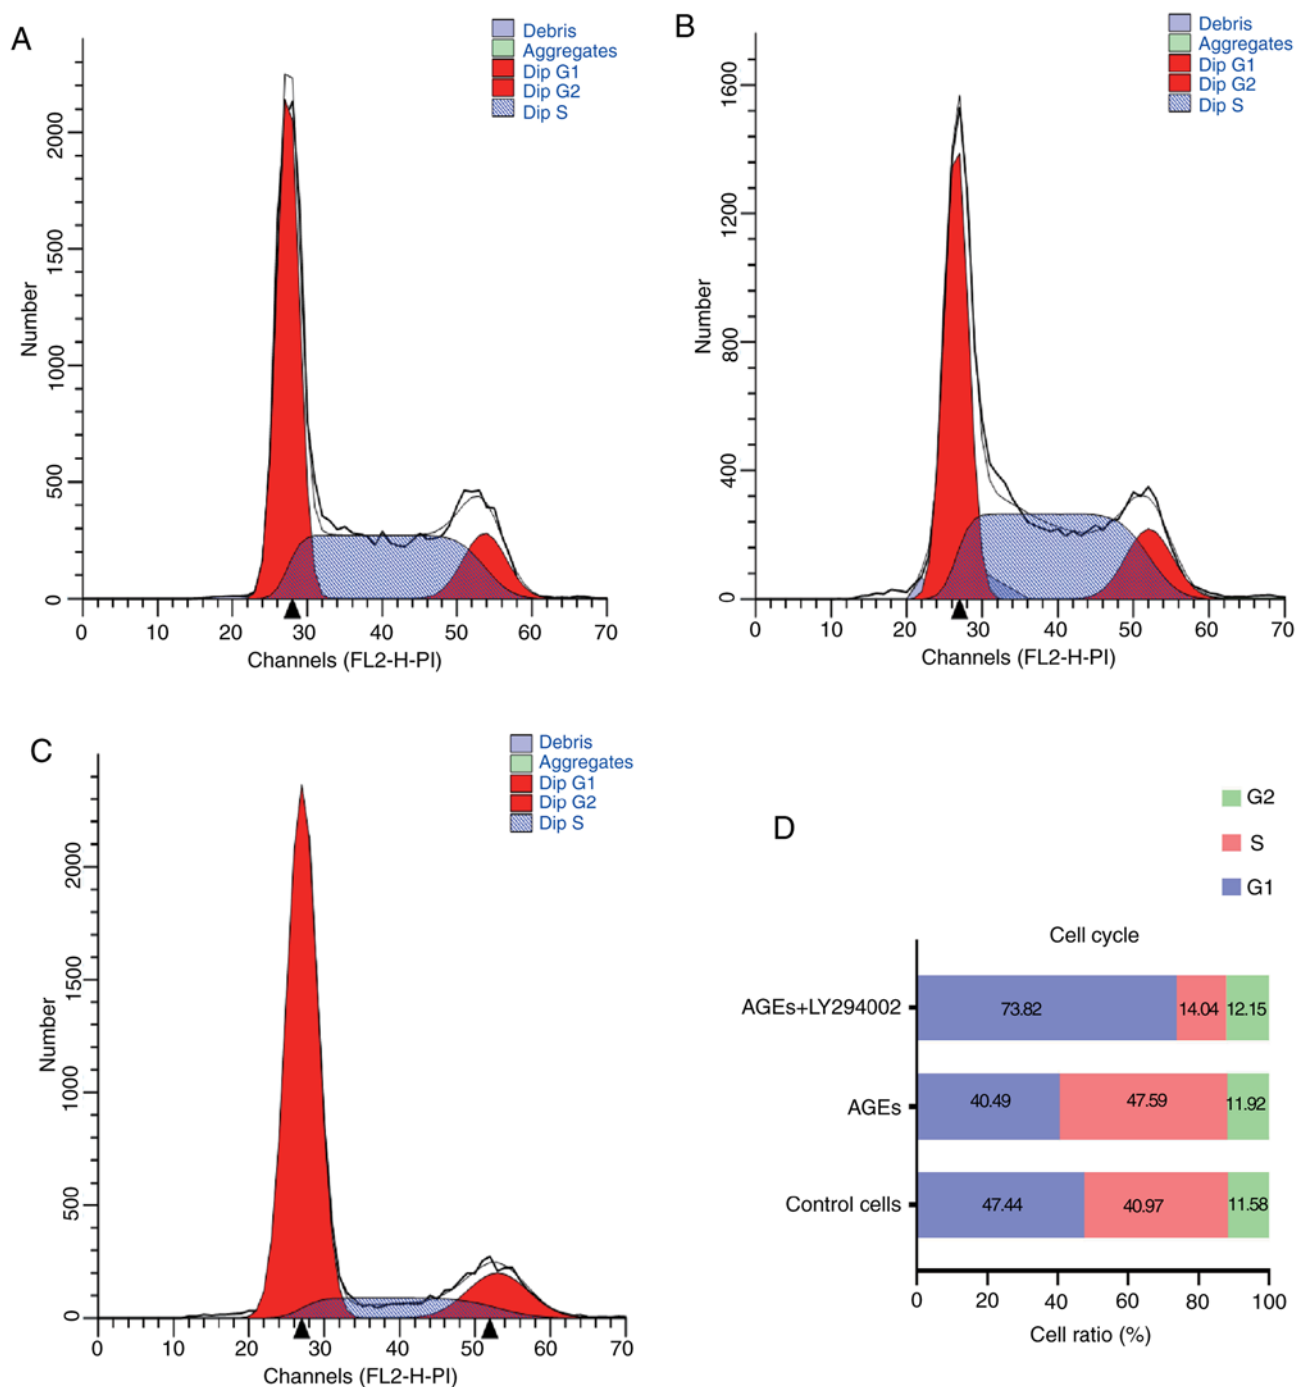 A
Debris
Aggregates
Dip G1
Dip G2
Dip S
Number
2000
1500
1000
500
0
0 10 20 30 40 50 60 70
Channels (FL2-H-PI)
B
Debris
Aggregates
Dip G1
Dip G2
Dip S
Number
1600
1200
800
400
0
0 10 20 30 40 50 60 70
Channels (FL2-H-PI)
C
Debris
Aggregates
Dip G1
Dip G2
Dip S
Number
2000
1500
1000
500
0
0 10 20 30 40 50 60 70
Channels (FL2-H-PI)
D
G2
S
G1
Cell cycle
AGEs+LY294002 73.82 14.04 12.15
AGEs 40.49 47.59 11.92
Control cells 47.44 40.97 11.58
0 20 40 60 80 100
Cell ratio (%)